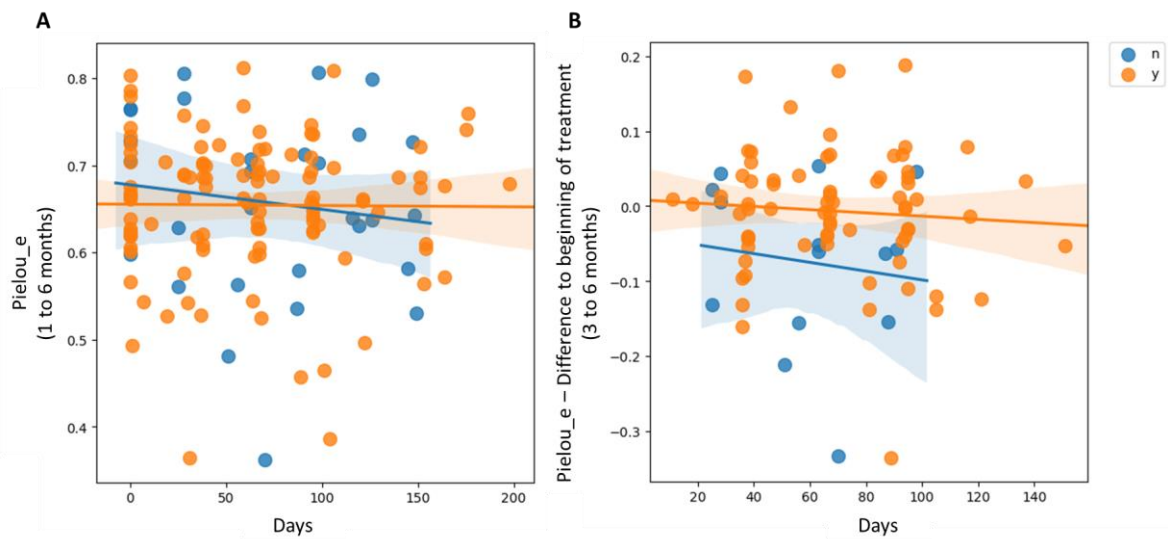 A
B
Pielou_e
(1 to 6 months)
0.8
0.7
0.6
0.5
0.4
0
50
100
150
200
Days
Pielou_e – Difference to beginning of treatment
(3 to 6 months)
0.2
0.1
0.0
−0.1
−0.2
−0.3
20
40
60
80
100
120
140
Days
n
y